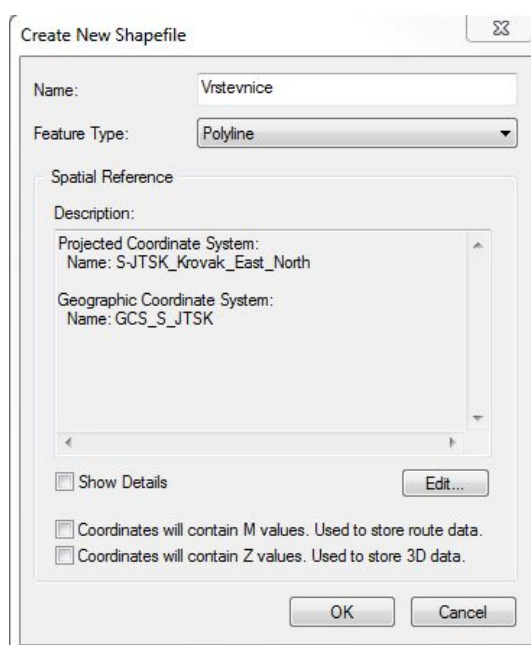 Create New Shapefile
Name: Vrstevnice
Feature Type: Polyline
Spatial Reference
Description:
Projected Coordinate System:
Name: S-JTSK_Krovak_East_North
Geographic Coordinate System:
Name: GCS_S_JTSK
Show Details
Edit...
Coordinates will contain M values. Used to store route data.
Coordinates will contain Z values. Used to store 3D data.
OK Cancel